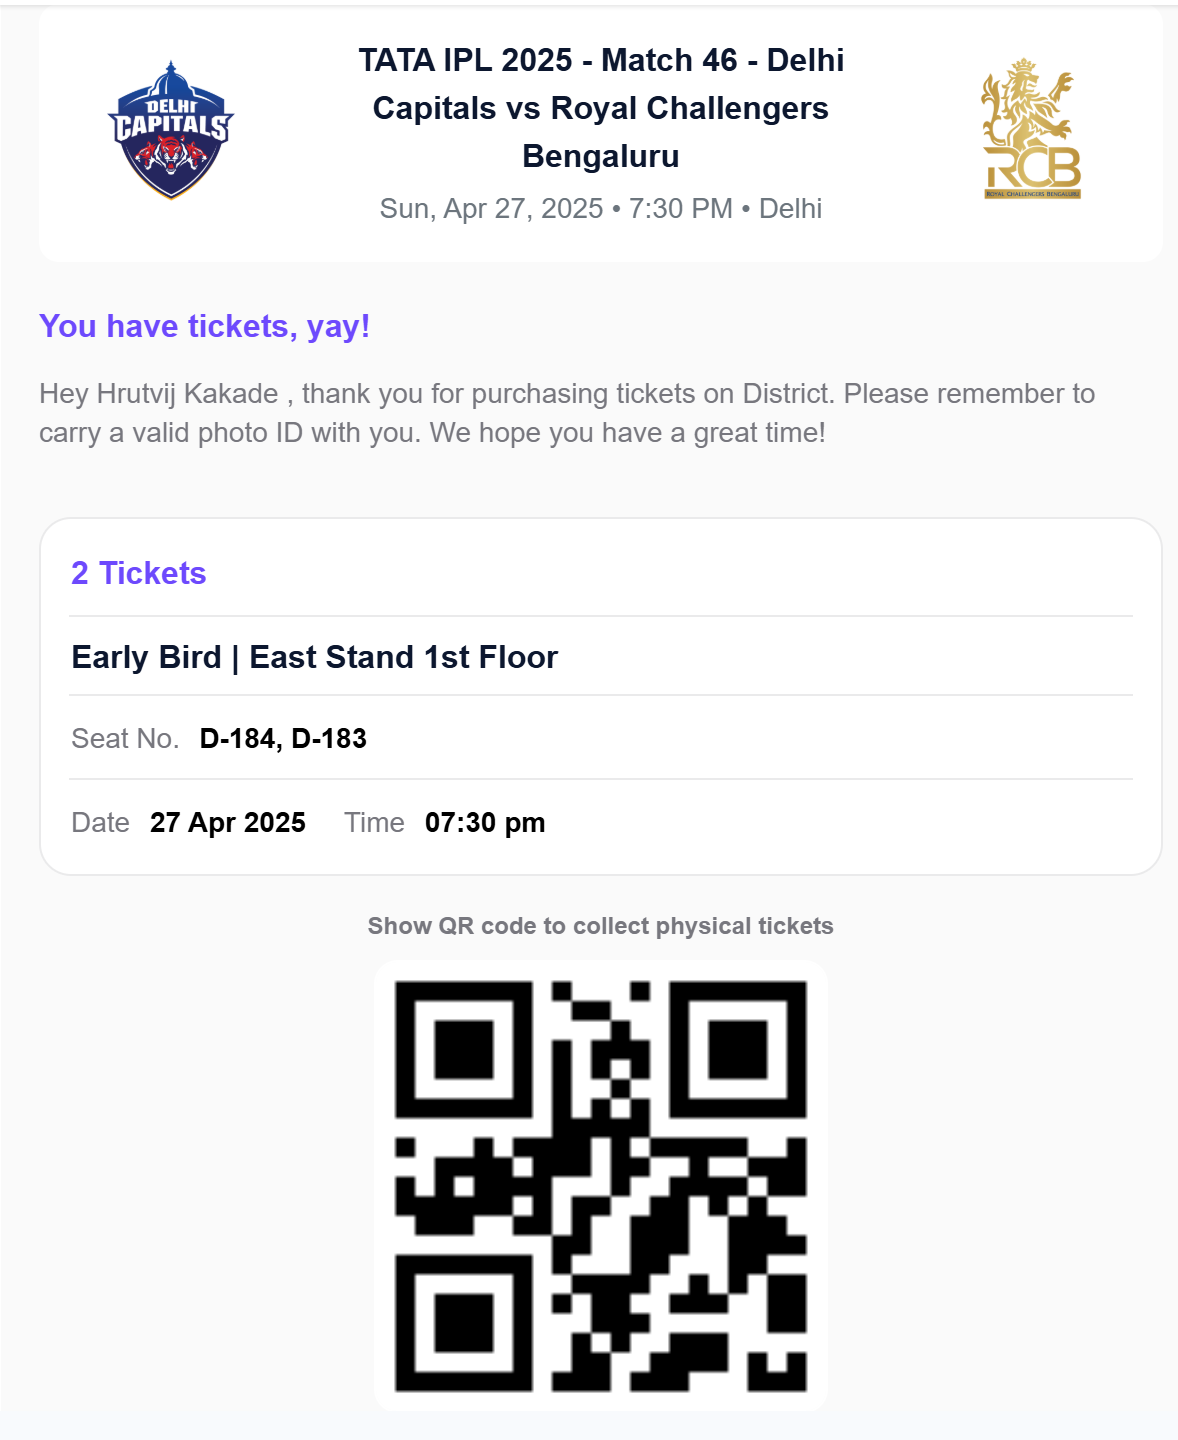 DELHI
CAPITALS
TATA IPL 2025 - Match 46 - Delhi
Capitals vs Royal Challengers
Bengaluru
Sun, Apr 27, 2025 • 7:30 PM • Delhi
RCB
ROYAL CHALLENGERS BENGALURU
You have tickets, yay!
Hey Hrutvij Kakade , thank you for purchasing tickets on District. Please remember to
carry a valid photo ID with you. We hope you have a great time!
2 Tickets
Early Bird | East Stand 1st Floor
Seat No. D-184, D-183
Date 27 Apr 2025 Time 07:30 pm
Show QR code to collect physical tickets